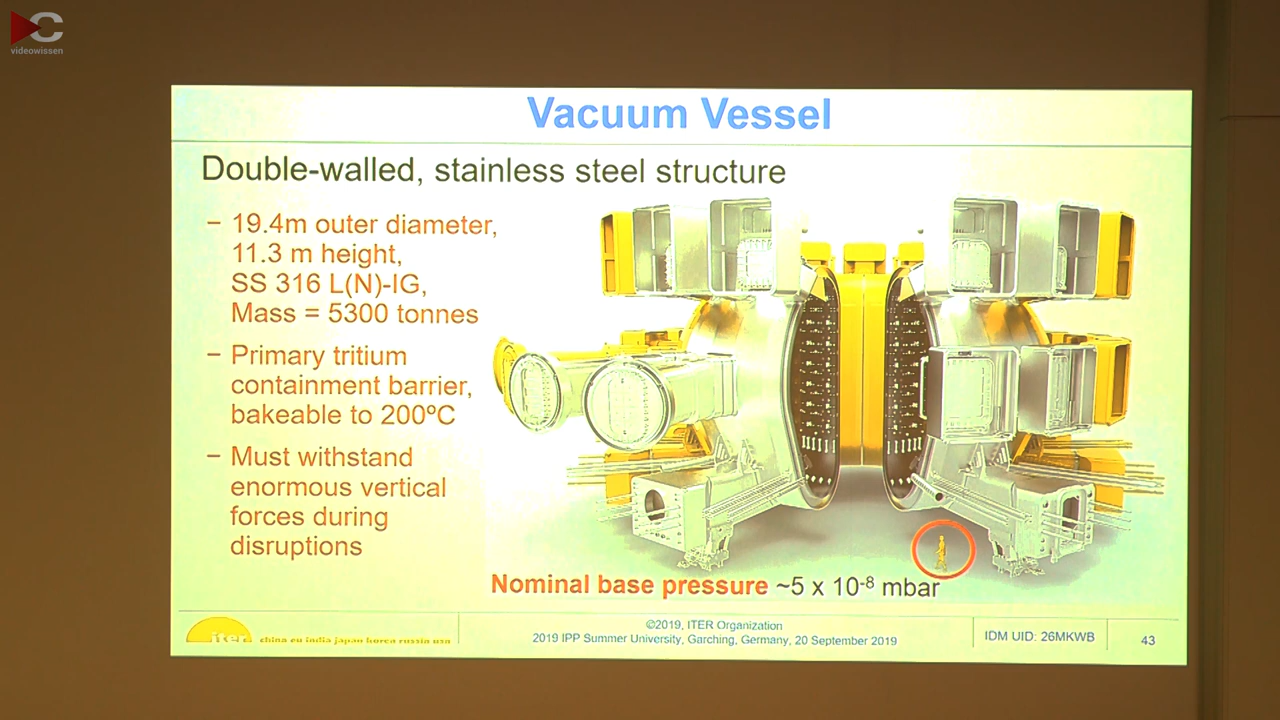 videowissen
Vacuum Vessel
Double-walled, stainless steel structure
– 19.4m outer diameter,
11.3 m height,
SS 316 L(N)-IG,
Mass = 5300 tonnes
– Primary tritium
containment barrier,
bakeable to 200ºC
– Must withstand
enormous vertical
forces during
disruptions
Nominal base pressure ~5 x 10⁻⁸ mbar
iter
china eu india japan korea russia usa
©2019, ITER Organization
2019 IPP Summer University, Garching, Germany, 20 September 2019
IDM UID: 26MKWB
43